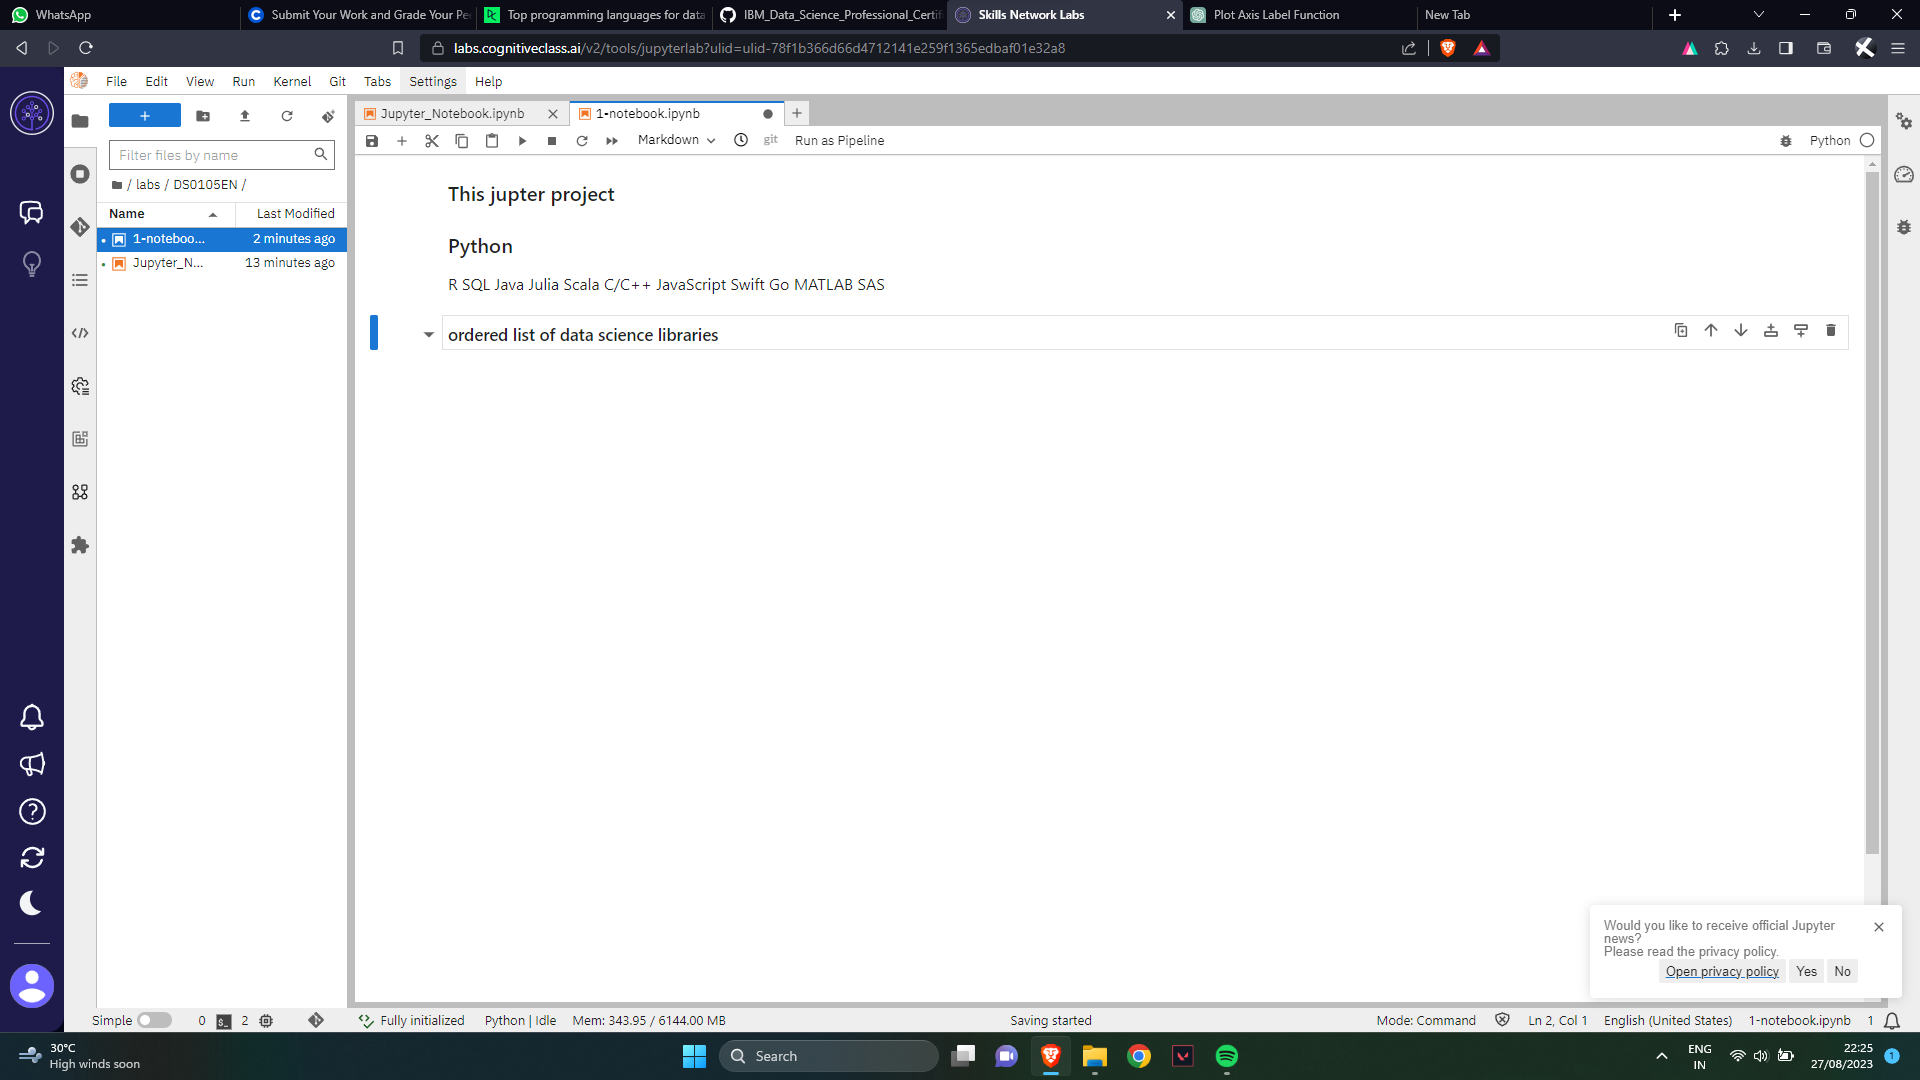 WhatsApp
Submit Your Work and Grade Your Pe
Top programming languages for data
IBM_Data_Science_Professional_Certif
Skills Network Labs
Plot Axis Label Function
New Tab
labs.cognitiveclass.ai/v2/tools/jupyterlab?ulid=ulid-78f1b366d66d4712141e259f1365edbaf01e32a8
File Edit View Run Kernel Git Tabs Settings Help
Jupyter_Notebook.ipynb
1-notebook.ipynb
Markdown
git
Run as Pipeline
Python
Filter files by name
/ labs / DS0105EN /
Name Last Modified
1-noteboo... 2 minutes ago
Jupyter_N... 13 minutes ago
This jupter project
Python
R SQL Java Julia Scala C/C++ JavaScript Swift Go MATLAB SAS
ordered list of data science libraries
Would you like to receive official Jupyter
news?
Please read the privacy policy.
Open privacy policy Yes No
Simple 0 $_ 2 Fully initialized Python | Idle Mem: 343.95 / 6144.00 MB Saving started Mode: Command Ln 2, Col 1 English (United States) 1-notebook.ipynb 1
30°C
High winds soon
Search
ENG
IN
22:25
27/08/2023
1